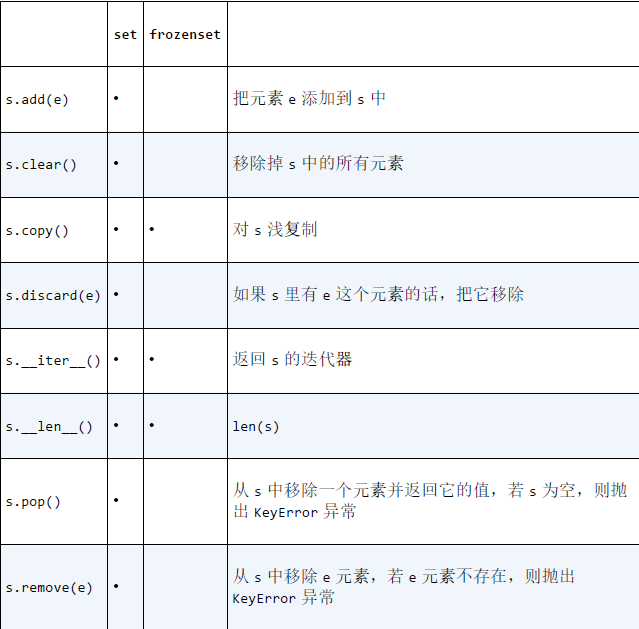 set frozenset
s.add(e) • 把元素 e 添加到 s 中
s.clear() • 移除掉 s 中的所有元素
s.copy() • • 对 s 浅复制
s.discard(e) • 如果 s 里有 e 这个元素的话，把它移除
s.__iter__() • • 返回 s 的迭代器
s.__len__() • • len(s)
s.pop() • 从 s 中移除一个元素并返回它的值，若 s 为空，则抛
出 KeyError 异常
s.remove(e) • 从 s 中移除 e 元素，若 e 元素不存在，则抛出
KeyError 异常